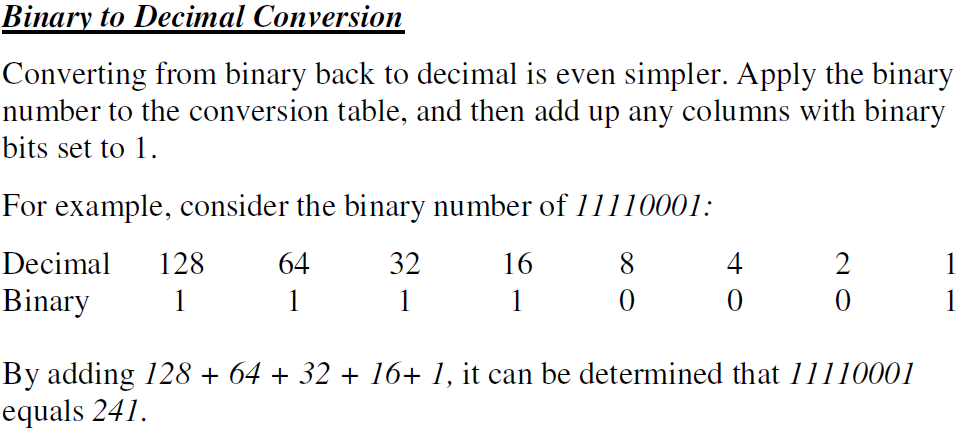 Binary to Decimal Conversion
Converting from binary back to decimal is even simpler. Apply the binary
number to the conversion table, and then add up any columns with binary
bits set to 1.
For example, consider the binary number of 11110001:
Decimal 128 64 32 16 8 4 2 1
Binary 1 1 1 1 0 0 0 1
By adding 128 + 64 + 32 + 16+ 1, it can be determined that 11110001
equals 241.